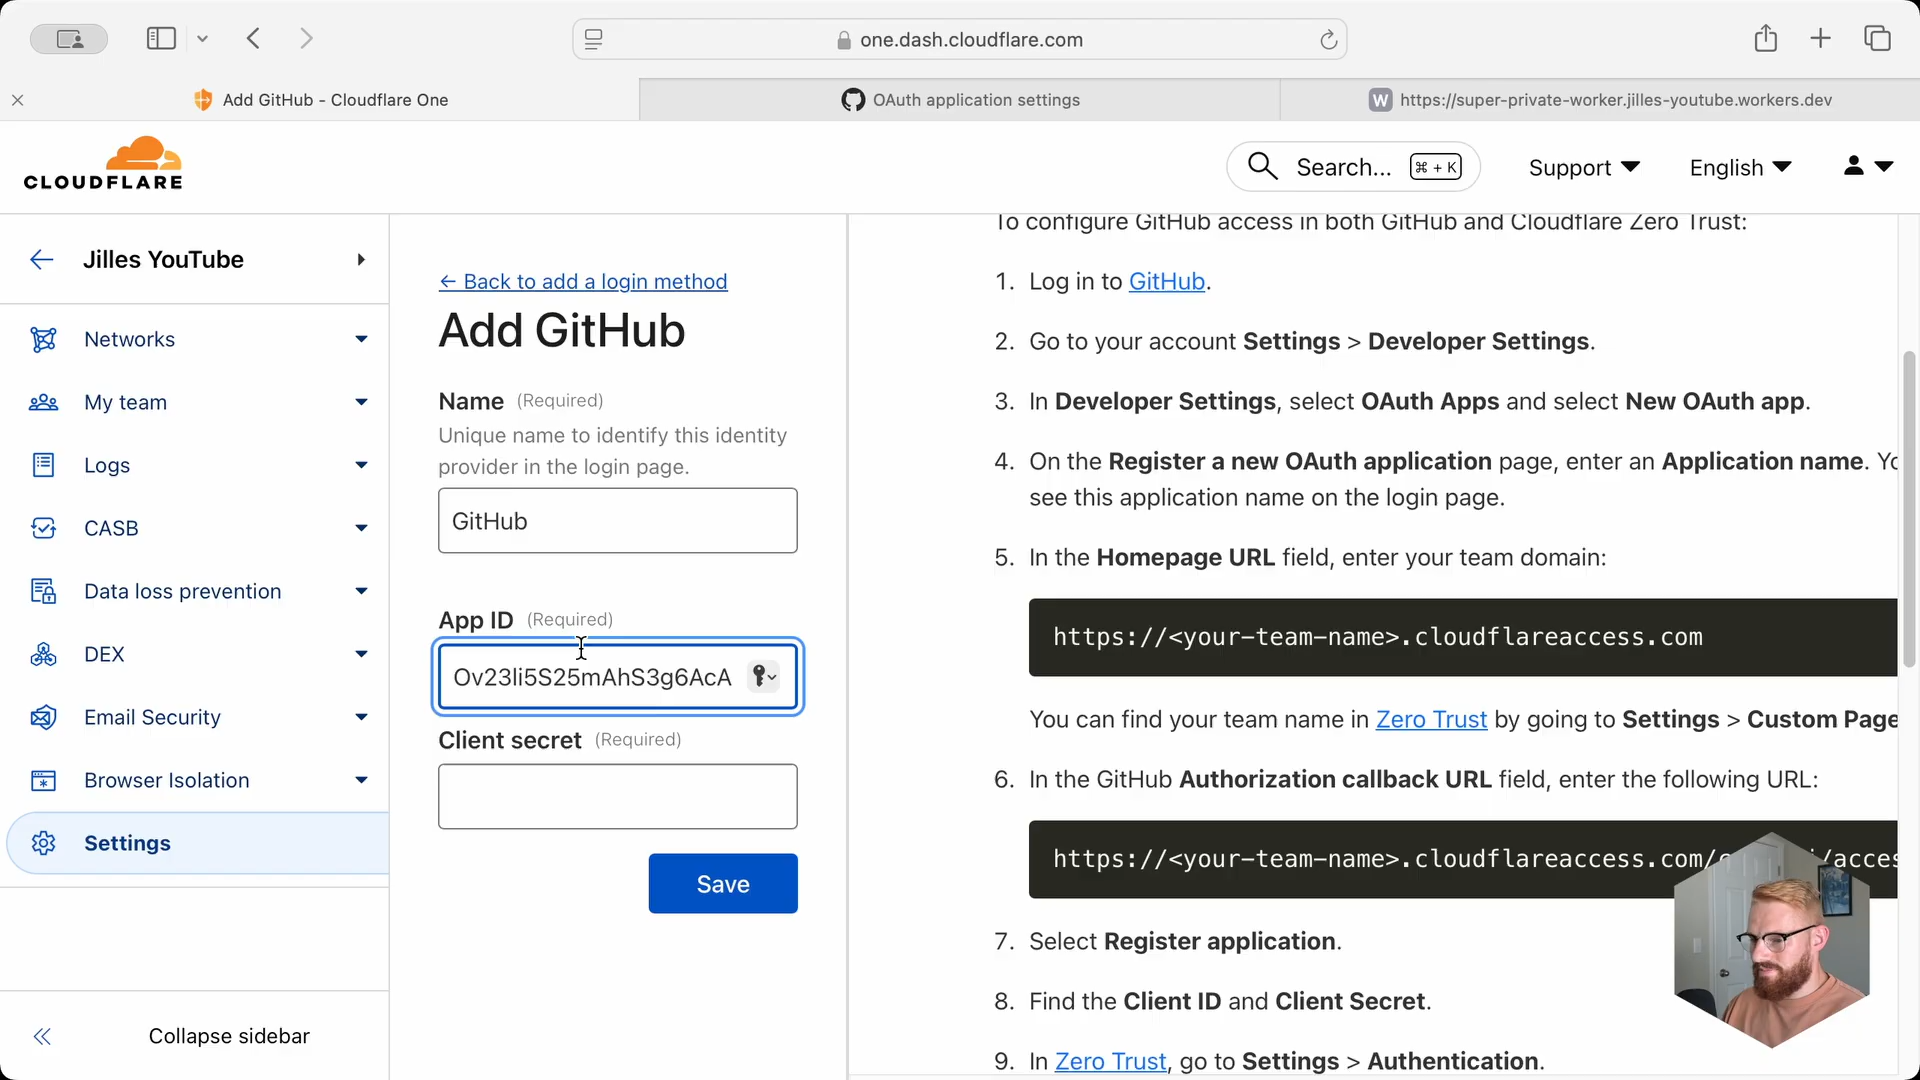 one.dash.cloudflare.com
Add GitHub - Cloudflare One
OAuth application settings
W https://super-private-worker.jilles-youtube.workers.dev
CLOUDFLARE
Search... ⌘ + K
Support
English
Jilles YouTube
Networks
My team
Logs
CASB
Data loss prevention
DEX
Email Security
Browser Isolation
Settings
Collapse sidebar
← Back to add a login method
Add GitHub
Name (Required)
Unique name to identify this identity
provider in the login page.
GitHub
App ID (Required)
Ov23li5S25mAhS3g6AcA
Client secret (Required)
Save
To configure GitHub access in both GitHub and Cloudflare Zero Trust:
1. Log in to GitHub.
2. Go to your account Settings > Developer Settings.
3. In Developer Settings, select OAuth Apps and select New OAuth app.
4. On the Register a new OAuth application page, enter an Application name.
see this application name on the login page.
5. In the Homepage URL field, enter your team domain:
https://<your-team-name>.cloudflareaccess.com
You can find your team name in Zero Trust by going to Settings > Custom Page
6. In the GitHub Authorization callback URL field, enter the following URL:
https://<your-team-name>.cloudflareaccess.com/
7. Select Register application.
8. Find the Client ID and Client Secret.
9. In Zero Trust, go to Settings > Authentication.